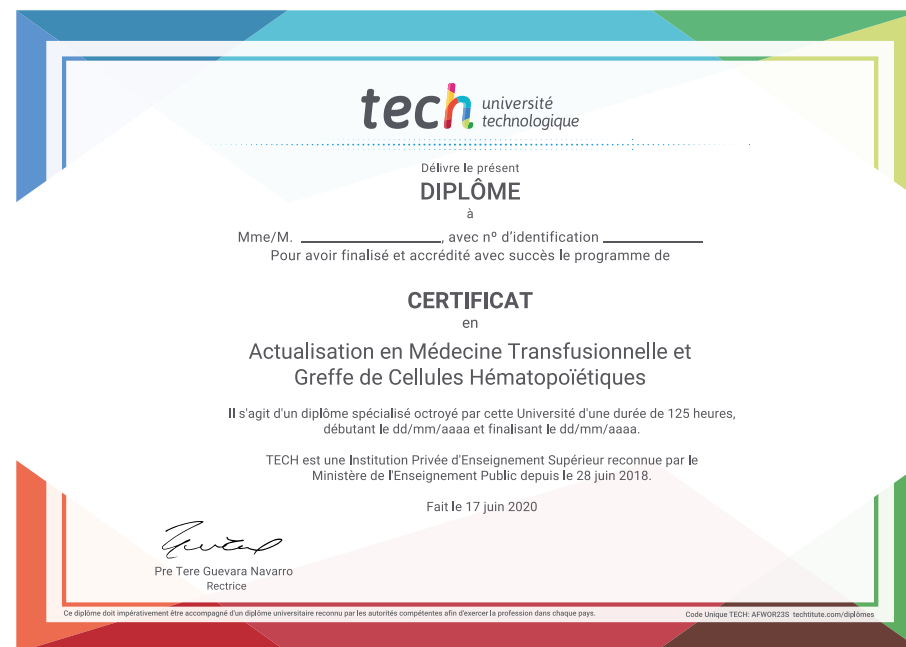 tech université
technologique
Délivre le présent
DIPLÔME
à
Mme/M. ____________________, avec nº d'identification ______________
Pour avoir finalisé et accrédité avec succès le programme de
CERTIFICAT
en
Actualisation en Médecine Transfusionnelle et
Greffe de Cellules Hématopoïétiques
Il s'agit d'un diplôme spécialisé octroyé par cette Université d'une durée de 125 heures,
débutant le dd/mm/aaaa et finalisant le dd/mm/aaaa.
TECH est une Institution Privée d'Enseignement Supérieur reconnue par le
Ministère de l'Enseignement Public depuis le 28 juin 2018.
Fait le 17 juin 2020
Pre Tere Guevara Navarro
Rectrice
Ce diplôme doit impérativement être accompagné d'un diplôme universitaire reconnu par les autorités compétentes afin d'exercer la profession dans chaque pays.
Code Unique TECH: AFWOR23S techtitute.com/diplômes